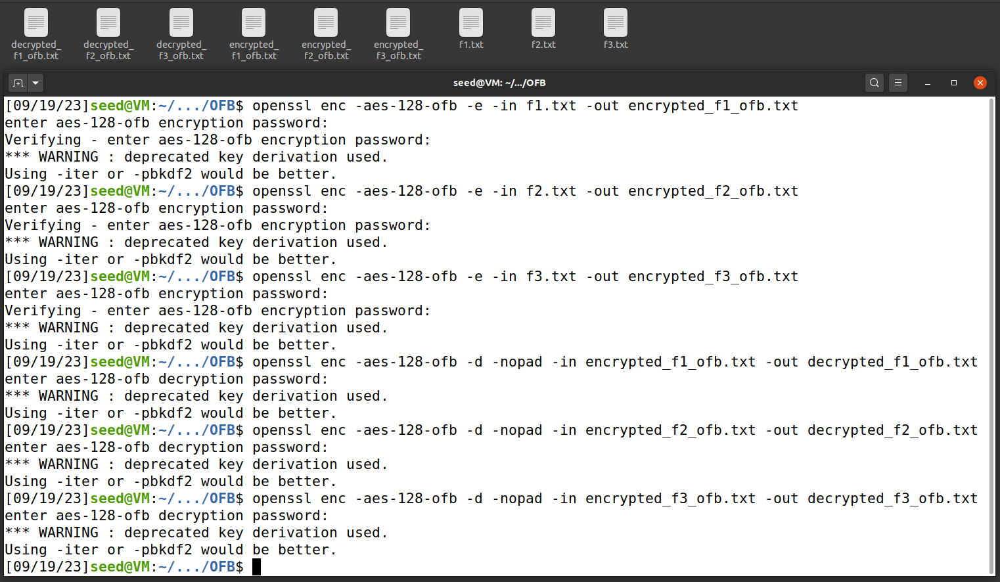 decrypted_ decrypted_ decrypted_ encrypted_ encrypted_ encrypted_ f1.txt f2.txt f3.txt
f1_ofb.txt f2_ofb.txt f3_ofb.txt f1_ofb.txt f2_ofb.txt f3_ofb.txt
seed@VM: ~/.../OFB
[09/19/23]seed@VM:~/.../OFB$ openssl enc -aes-128-ofb -e -in f1.txt -out encrypted_f1_ofb.txt
enter aes-128-ofb encryption password:
Verifying - enter aes-128-ofb encryption password:
*** WARNING : deprecated key derivation used.
Using -iter or -pbkdf2 would be better.
[09/19/23]seed@VM:~/.../OFB$ openssl enc -aes-128-ofb -e -in f2.txt -out encrypted_f2_ofb.txt
enter aes-128-ofb encryption password:
Verifying - enter aes-128-ofb encryption password:
*** WARNING : deprecated key derivation used.
Using -iter or -pbkdf2 would be better.
[09/19/23]seed@VM:~/.../OFB$ openssl enc -aes-128-ofb -e -in f3.txt -out encrypted_f3_ofb.txt
enter aes-128-ofb encryption password:
Verifying - enter aes-128-ofb encryption password:
*** WARNING : deprecated key derivation used.
Using -iter or -pbkdf2 would be better.
[09/19/23]seed@VM:~/.../OFB$ openssl enc -aes-128-ofb -d -nopad -in encrypted_f1_ofb.txt -out decrypted_f1_ofb.txt
enter aes-128-ofb decryption password:
*** WARNING : deprecated key derivation used.
Using -iter or -pbkdf2 would be better.
[09/19/23]seed@VM:~/.../OFB$ openssl enc -aes-128-ofb -d -nopad -in encrypted_f2_ofb.txt -out decrypted_f2_ofb.txt
enter aes-128-ofb decryption password:
*** WARNING : deprecated key derivation used.
Using -iter or -pbkdf2 would be better.
[09/19/23]seed@VM:~/.../OFB$ openssl enc -aes-128-ofb -d -nopad -in encrypted_f3_ofb.txt -out decrypted_f3_ofb.txt
enter aes-128-ofb decryption password:
*** WARNING : deprecated key derivation used.
Using -iter or -pbkdf2 would be better.
[09/19/23]seed@VM:~/.../OFB$